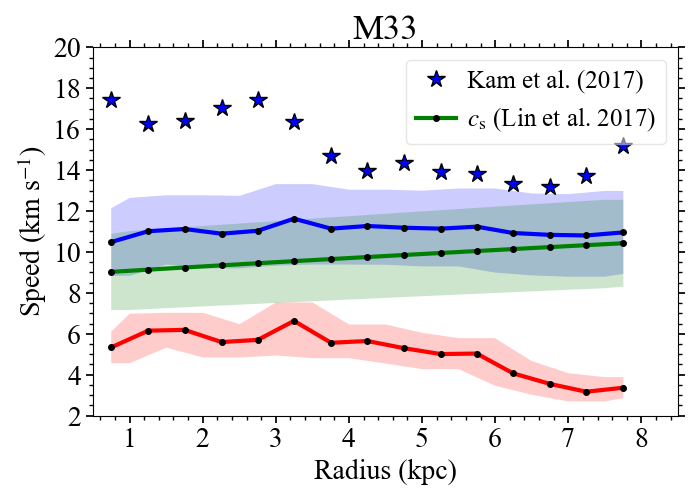 M33
20
18
16
14
12
10
8
6
4
2
Speed (km s⁻¹)
Kam et al. (2017)
cₛ (Lin et al. 2017)
1 2 3 4 5 6 7 8
Radius (kpc)